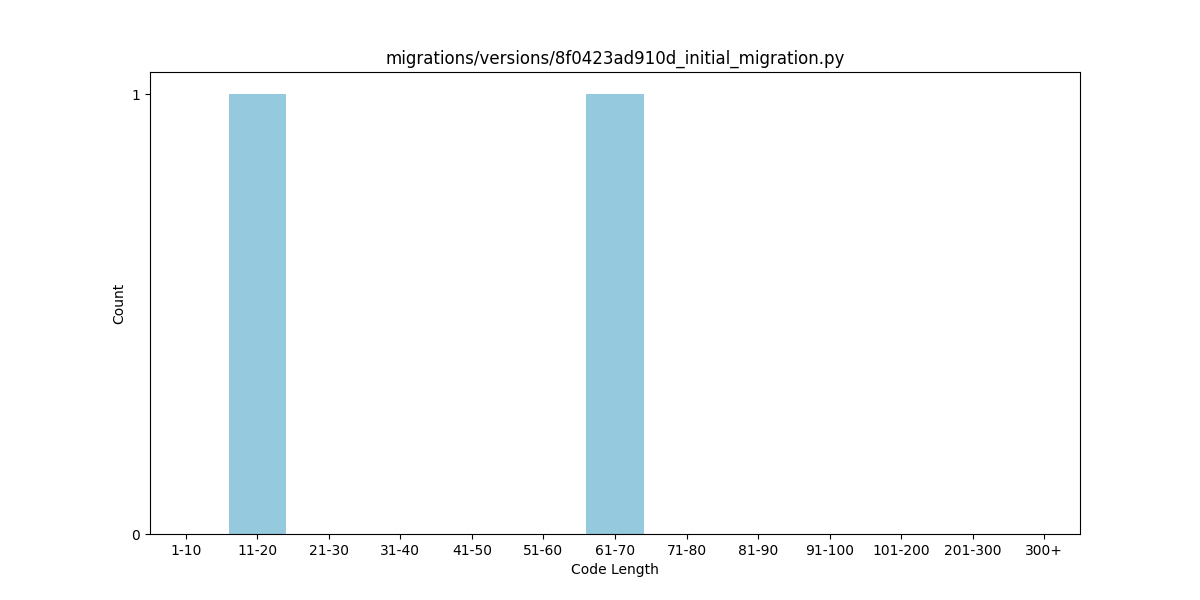 migrations/versions/8f0423ad910d_initial_migration.py
1
Count
0
1-10 11-20 21-30 31-40 41-50 51-60 61-70 71-80 81-90 91-100 101-200 201-300 300+
Code Length